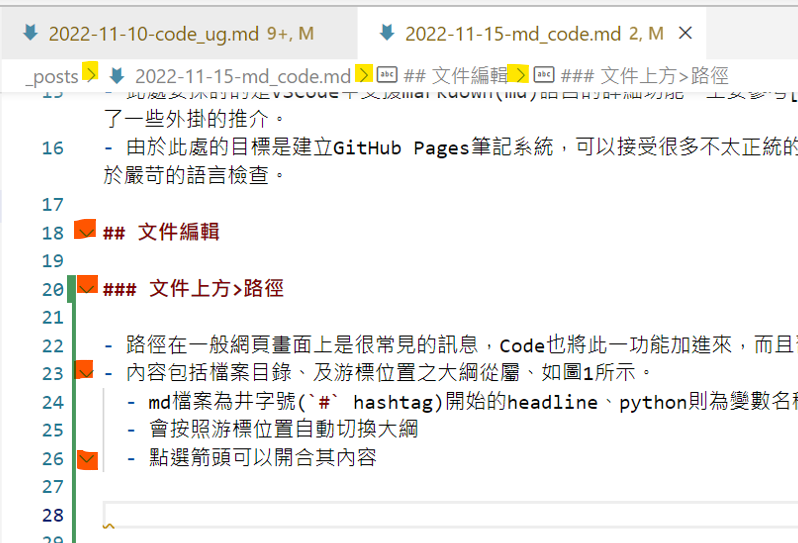 2022-11-10-code_ug.md 9+, M
2022-11-15-md_code.md 2, M
_posts > 2022-11-15-md_code.md > abc ## 文件編輯 > abc ### 文件上方>路徑
15 - 此處要探討的是VSCode中支援markdown(md)語言的詳細功能
了一些外掛的推介。
16 - 由於此處的目標是建立GitHub Pages筆記系統，可以接受很多不太正統的
於嚴苛的語言檢查。
17
18 ## 文件編輯
19
20 ### 文件上方>路徑
21
22 - 路徑在一般網頁畫面上是很常見的訊息，Code也將此一功能加進來，而且
23 - 內容包括檔案目錄、及游標位置之大綱從屬、如圖1所示。
24 - md檔案為井字號(`#` hashtag)開始的headline、python則為變數名
25 - 會按照游標位置自動切換大綱
26 - 點選箭頭可以開合其內容
27
28
29